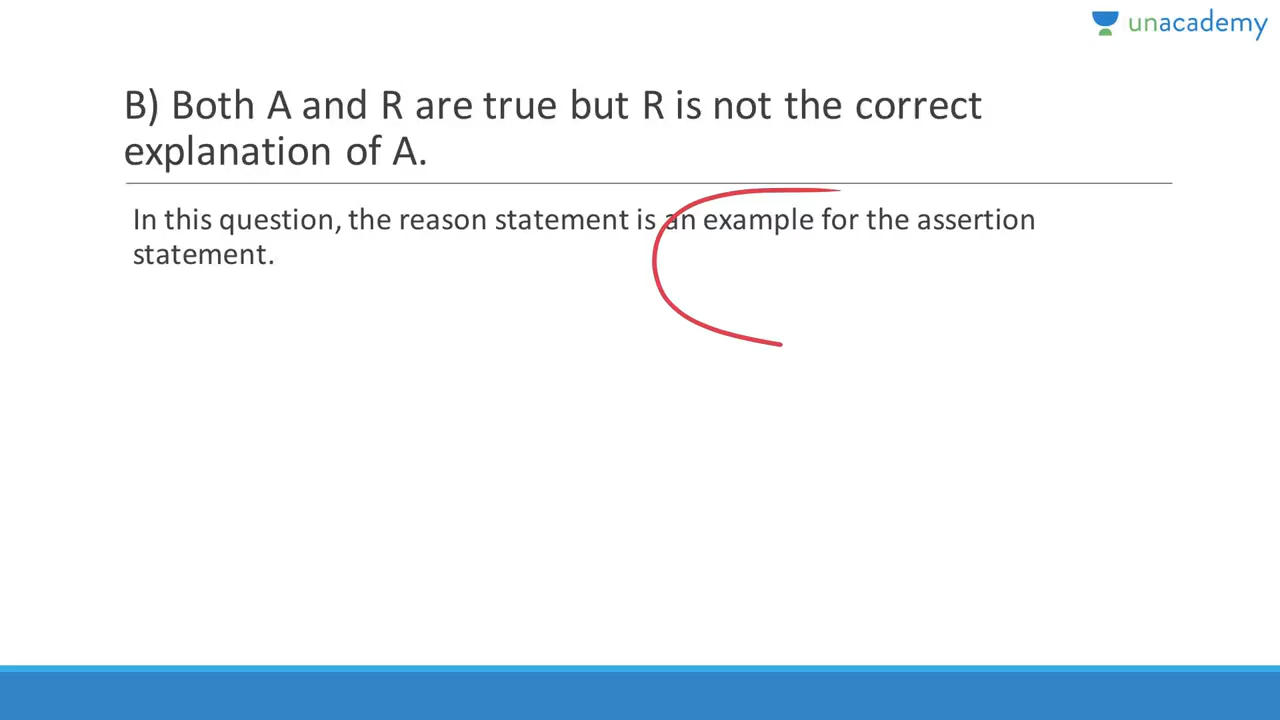 unacademy
B) Both A and R are true but R is not the correct
explanation of A.
In this question, the reason statement is an example for the assertion
statement.